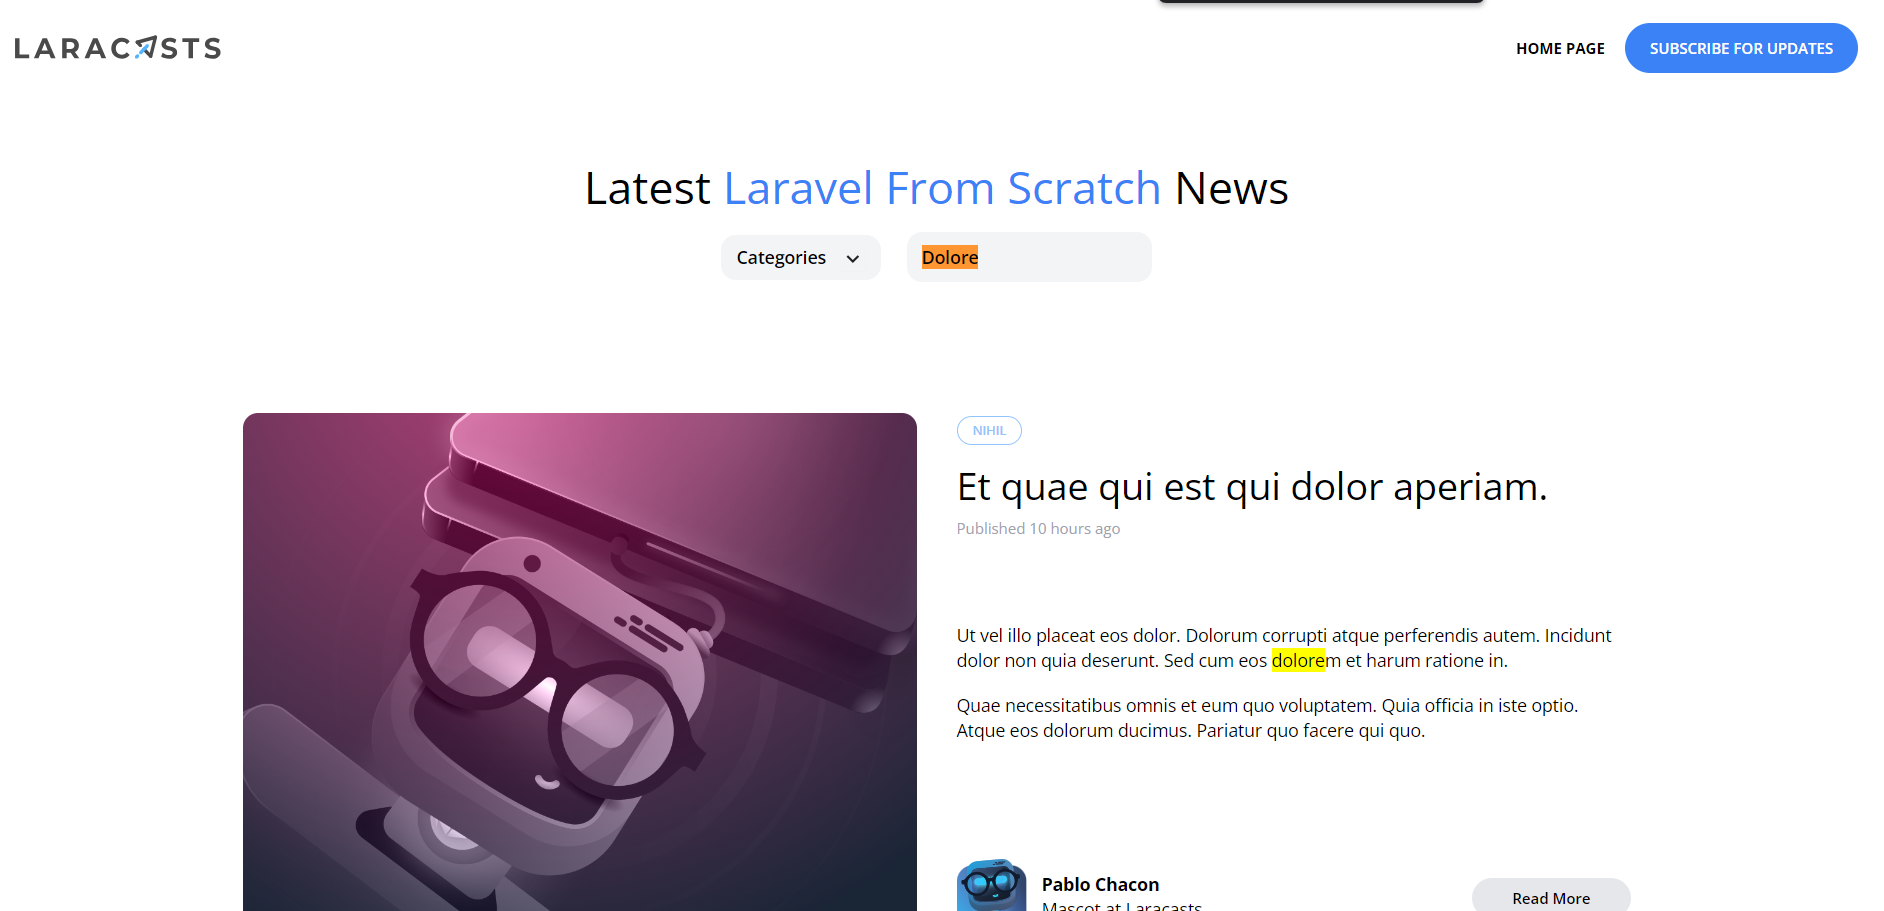 LARACASTS
HOME PAGE
SUBSCRIBE FOR UPDATES
Latest Laravel From Scratch News
Categories
Dolore
NIHIL
Et quae qui est qui dolor aperiam.
Published 10 hours ago
Ut vel illo placeat eos dolor. Dolorum corrupti atque perferendis autem. Incidunt
dolor non quia deserunt. Sed cum eos dolorem et harum ratione in.
Quae necessitatibus omnis et eum quo voluptatem. Quia officia in iste optio.
Atque eos dolorum ducimus. Pariatur quo facere qui quo.
Pablo Chacon
Mascot at Laracasts
Read More